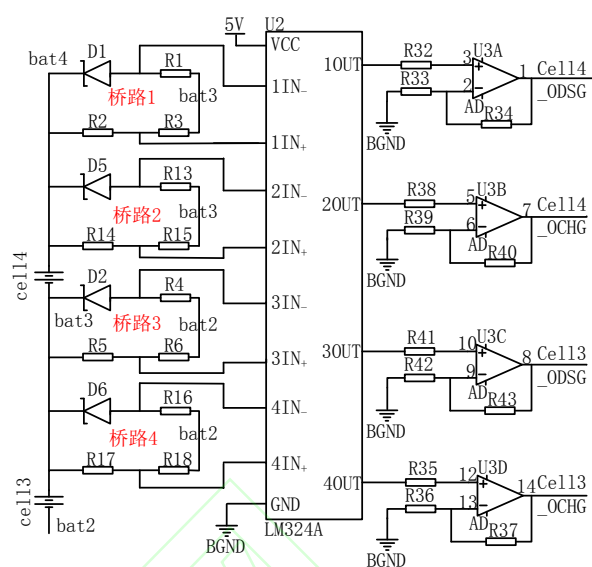 5V
U2
VCC
bat4
D1
R1
桥路1
bat3
1IN-
R2
R3
1IN+
D5
R13
桥路2
bat3
2IN-
R14
R15
2IN+
cell4
D2
R4
bat3
桥路3
bat2
3IN-
R5
R6
3IN+
D6
R16
桥路4
bat2
4IN-
R17
R18
4IN+
cell3
bat2
GND
BGND
LM324A
1OUT
R32
3
U3A
1
Cell4
_ODSG
R33
2
AD
R34
BGND
2OUT
R38
5
U3B
7
Cell4
_OCHG
R39
6
AD
R40
BGND
3OUT
R41
10
U3C
8
Cell3
_ODSG
R42
9
AD
R43
BGND
4OUT
R35
12
U3D
14
Cell3
_OCHG
R36
13
AD
R37
BGND